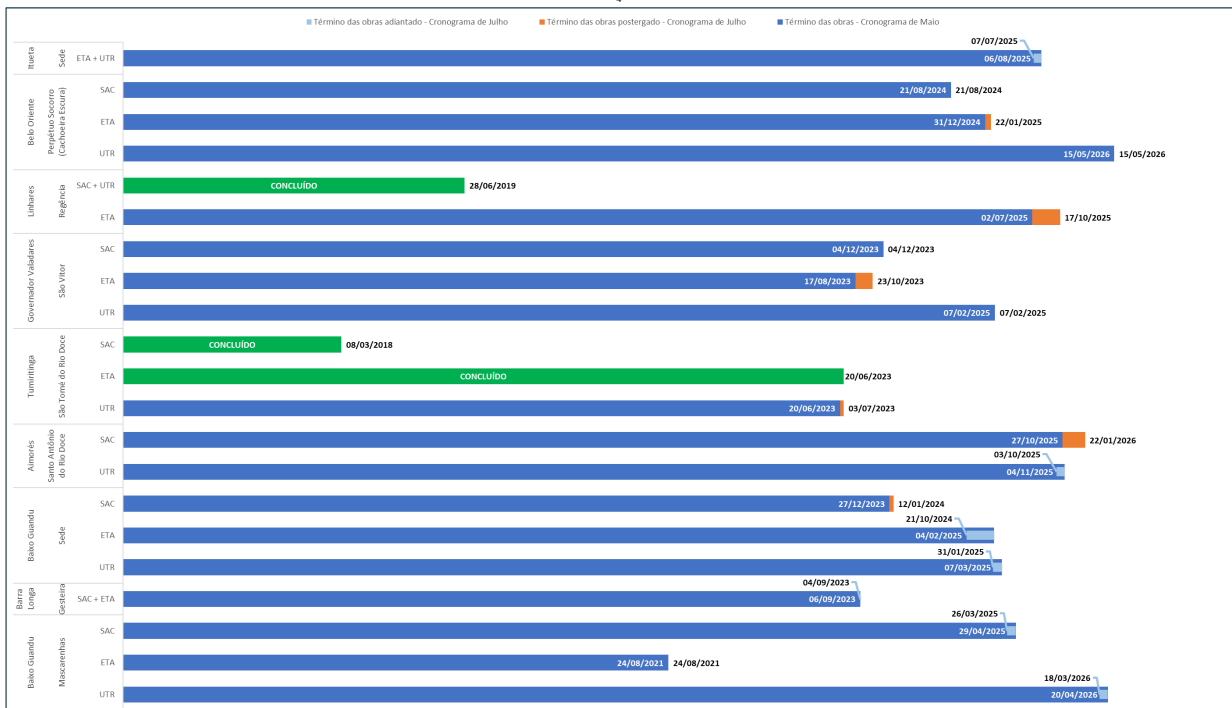 Término das obras adiantado - Cronograma de Julho
Término das obras postergado - Cronograma de Julho
Término das obras - Cronograma de Maio
Itueta
Sede
ETA + UTR
07/07/2025
06/08/2025
Belo Oriente
Perpétuo Socorro
(Cachoeira Escura)
SAC
21/08/2024
21/08/2024
ETA
31/12/2024
22/01/2025
UTR
15/05/2026
15/05/2026
Linhares
Regência
SAC + UTR
CONCLUÍDO
28/06/2019
ETA
02/07/2025
17/10/2025
Governador Valadares
São Vítor
SAC
04/12/2023
04/12/2023
ETA
17/08/2023
23/10/2023
UTR
07/02/2025
07/02/2025
Tumiritinga
São Tomé do Rio Doce
SAC
CONCLUÍDO
08/03/2018
ETA
CONCLUÍDO
20/06/2023
UTR
20/06/2023
03/07/2023
Aimorés
Santo Antônio
do Rio Doce
SAC
27/10/2025
22/01/2026
UTR
03/10/2025
04/11/2025
Baixo Guandu
Sede
SAC
27/12/2023
12/01/2024
ETA
21/10/2024
04/02/2025
UTR
31/01/2025
07/03/2025
Barra
Longa
Gesteira
SAC + ETA
04/09/2023
06/09/2023
Baixo Guandu
Mascarenhas
SAC
26/03/2025
29/04/2025
ETA
24/08/2021
24/08/2021
UTR
18/03/2026
20/04/2026